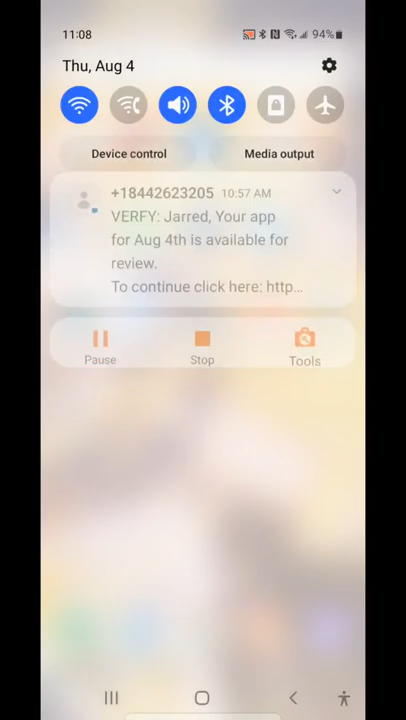 11:08 94%
Thu, Aug 4
Device control Media output
+18442623205 10:57 AM
VERFY: Jarred, Your app
for Aug 4th is available for
review.
To continue click here: http...
Pause Stop Tools